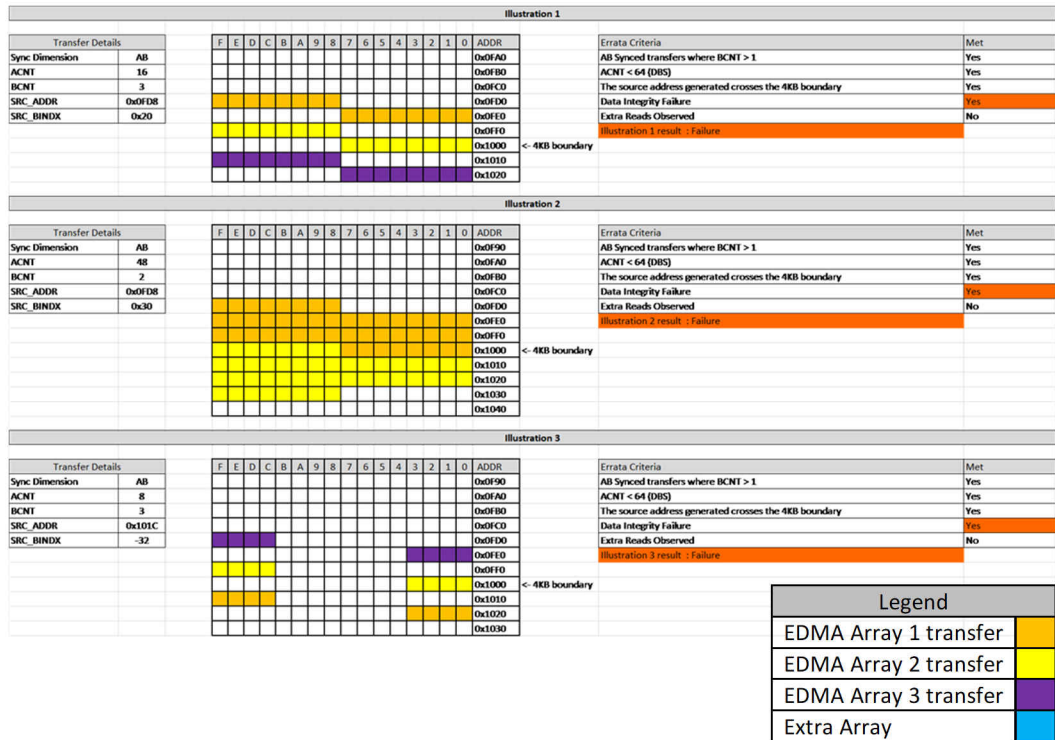 Illustration 1
Transfer Details F E D C B A 9 8 7 6 5 4 3 2 1 0 ADDR Errata Criteria Met
Sync Dimension AB 0x0FA0 AB Synced transfers where BCNT > 1 Yes
ACNT 16 0x0FB0 ACNT < 64 (DBS) Yes
BCNT 3 0x0FC0 The source address generated crosses the 4KB boundary Yes
SRC_ADDR 0x0FD8 0x0FD0 Data Integrity Failure Yes
SRC_BINDX 0x20 0x0FE0 Extra Reads Observed No
0x0FF0 Illustration 1 result : Failure
0x1000 <- 4KB boundary
0x1010
0x1020
Illustration 2
Transfer Details F E D C B A 9 8 7 6 5 4 3 2 1 0 ADDR Errata Criteria Met
Sync Dimension AB 0x0F90 AB Synced transfers where BCNT > 1 Yes
ACNT 48 0x0FA0 ACNT < 64 (DBS) Yes
BCNT 2 0x0FB0 The source address generated crosses the 4KB boundary Yes
SRC_ADDR 0x0FD8 0x0FC0 Data Integrity Failure Yes
SRC_BINDX 0x30 0x0FD0 Extra Reads Observed No
0x0FE0 Illustration 2 result : Failure
0x0FF0
0x1000 <- 4KB boundary
0x1010
0x1020
0x1030
0x1040
Illustration 3
Transfer Details F E D C B A 9 8 7 6 5 4 3 2 1 0 ADDR Errata Criteria Met
Sync Dimension AB 0x0F90 AB Synced transfers where BCNT > 1 Yes
ACNT 8 0x0FA0 ACNT < 64 (DBS) Yes
BCNT 3 0x0FB0 The source address generated crosses the 4KB boundary Yes
SRC_ADDR 0x101C 0x0FC0 Data Integrity Failure Yes
SRC_BINDX -32 0x0FD0 Extra Reads Observed No
0x0FE0 Illustration 3 result : Failure
0x0FF0
0x1000 <- 4KB boundary
0x1010
0x1020
0x1030
Legend
EDMA Array 1 transfer
EDMA Array 2 transfer
EDMA Array 3 transfer
Extra Array